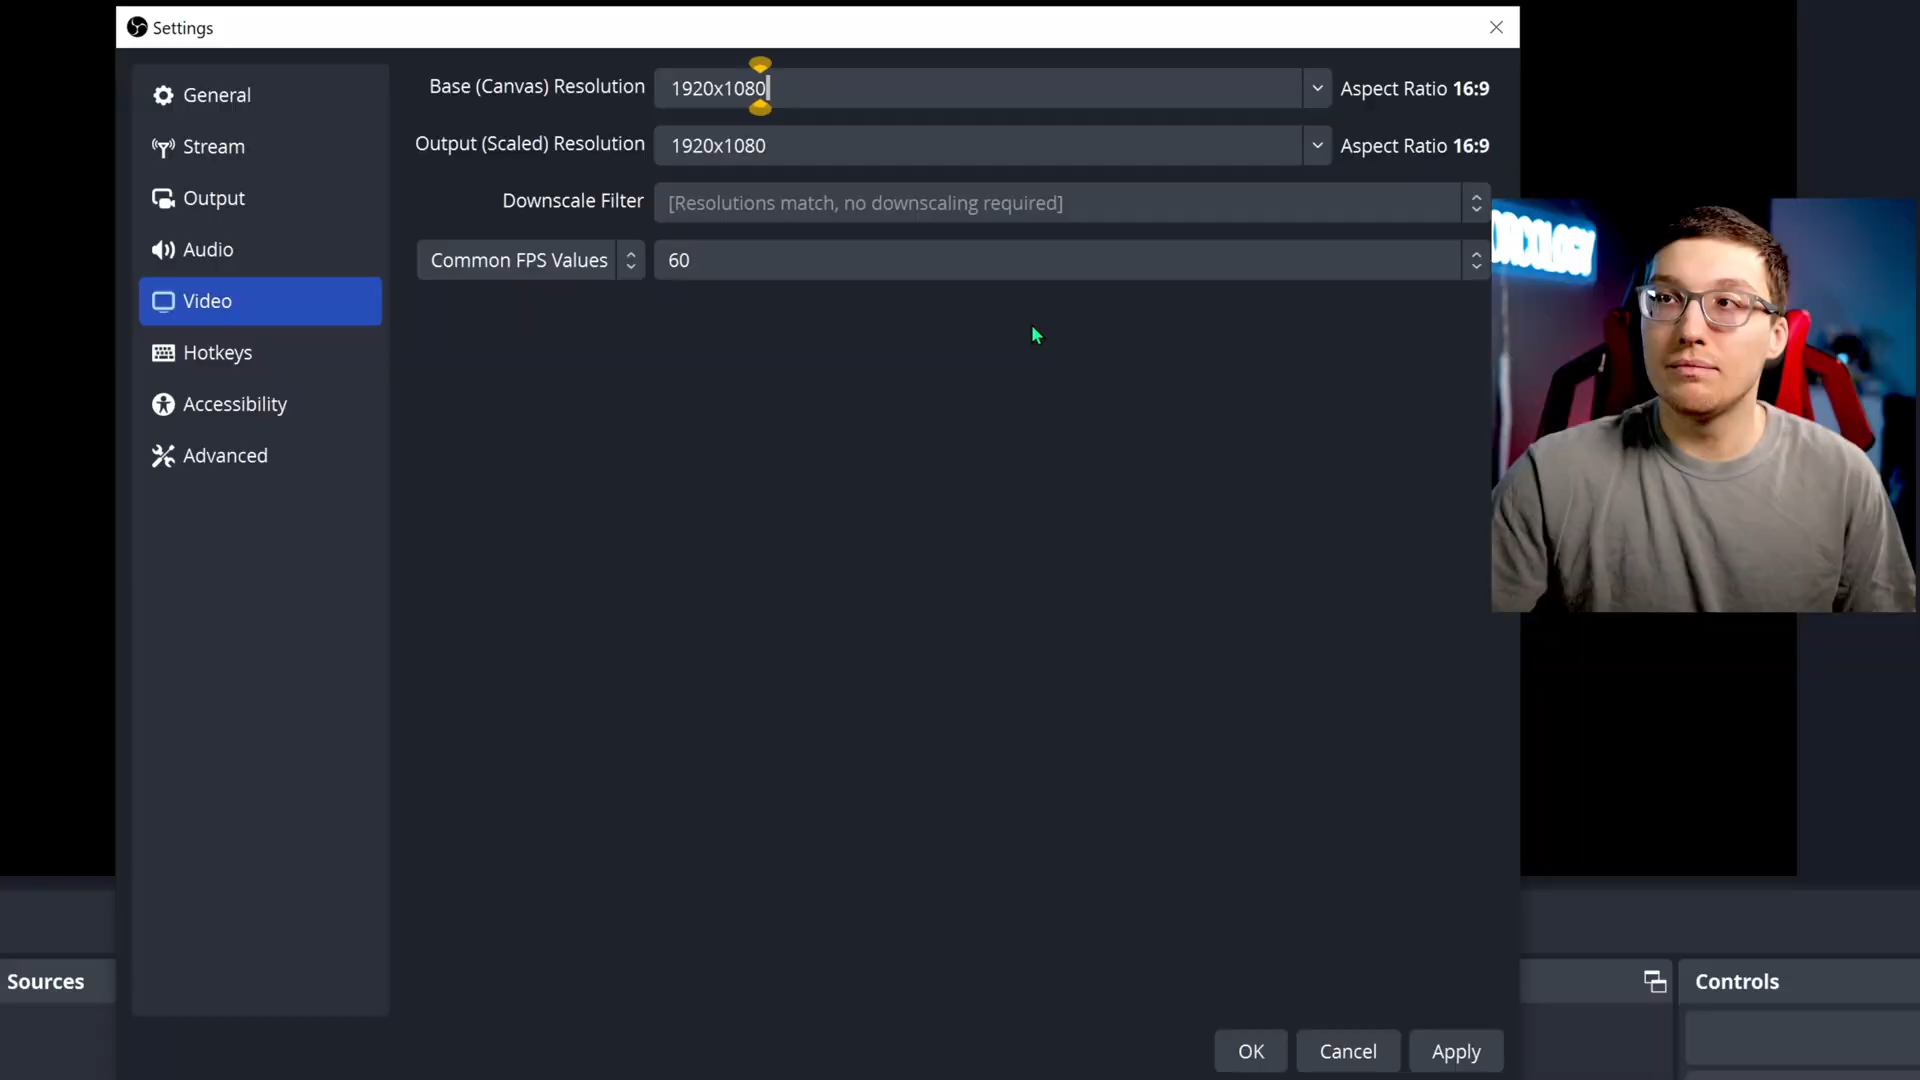 Settings
General
Stream
Output
Audio
Video
Hotkeys
Accessibility
Advanced
Base (Canvas) Resolution 1920x1080 Aspect Ratio 16:9
Output (Scaled) Resolution 1920x1080 Aspect Ratio 16:9
Downscale Filter [Resolutions match, no downscaling required]
Common FPS Values 60
Sources
Controls
OK Cancel Apply